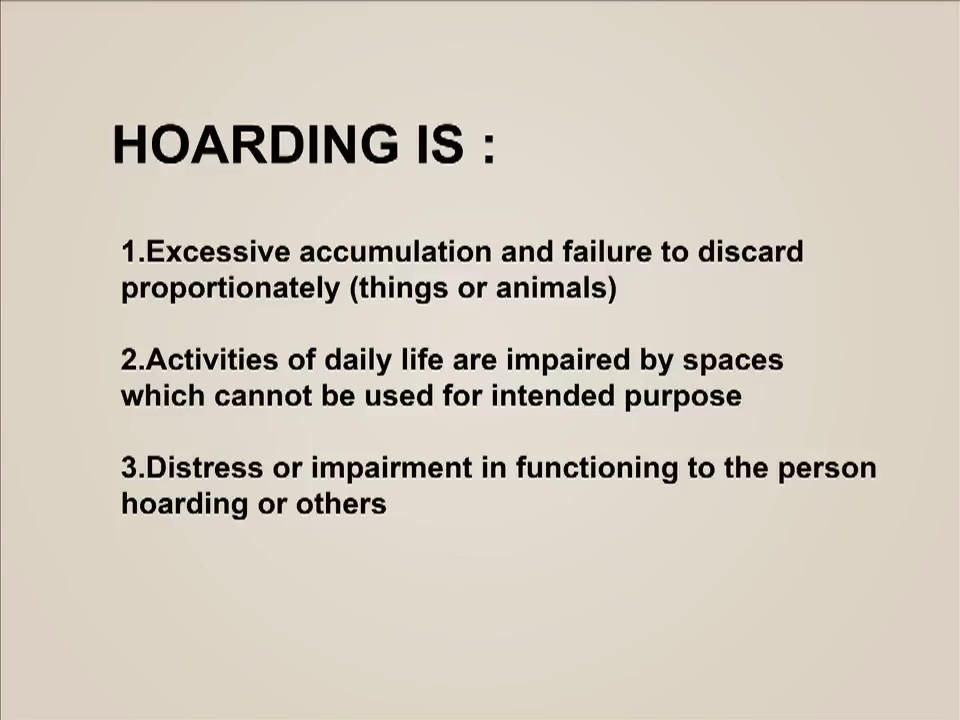 HOARDING IS :
1.Excessive accumulation and failure to discard
proportionately (things or animals)
2.Activities of daily life are impaired by spaces
which cannot be used for intended purpose
3.Distress or impairment in functioning to the person
hoarding or others